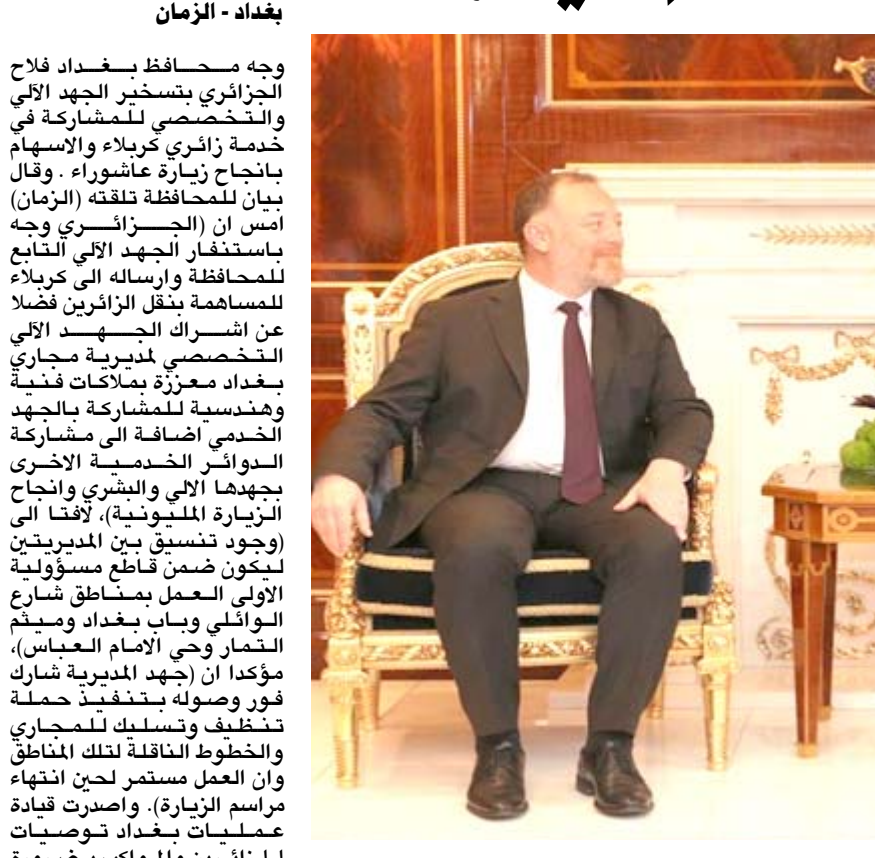 بغداد - الزمان
وجه محافظ بغداد فلاح
الجزائري بتسخير الجهد الآلي
والتخصصي للمشاركة في
خدمة زائري كربلاء والاسهام
بانجاح زيارة عاشوراء . وقال
بيان للمحافظة تلقته (الزمان)
امس ان (الجزائري وجه
باستنفار الجهد الآلي التابع
للمحافظة وارساله الى كربلاء
للمساهمة بنقل الزائرين فضلا
عن اشراك الجهد الآلي
التخصصي لمديرية مجاري
بغداد معززة بملاكات فنية
وهندسية للمشاركة بالجهد
الخدمي اضافة الى مشاركة
الدوائر الخدمية الاخرى
بجهدها الالي والبشري وانجاح
الزيارة المليونية)، لافتا الى
(وجود تنسيق بين المديريتين
ليكون ضمن قاطع مسؤولية
الاولى العمل بمناطق شارع
الوائلي وباب بغداد وميثم
التمار وحي الامام العباس)،
مؤكدا ان (جهد المديرية شارك
فور وصوله بتنفيذ حملة
تنظيف وتسليك للمجاري
والخطوط الناقلة لتلك المناطق
وان العمل مستمر لحين انتهاء
مراسم الزيارة). واصدرت قيادة
عمليات بغداد توصيات